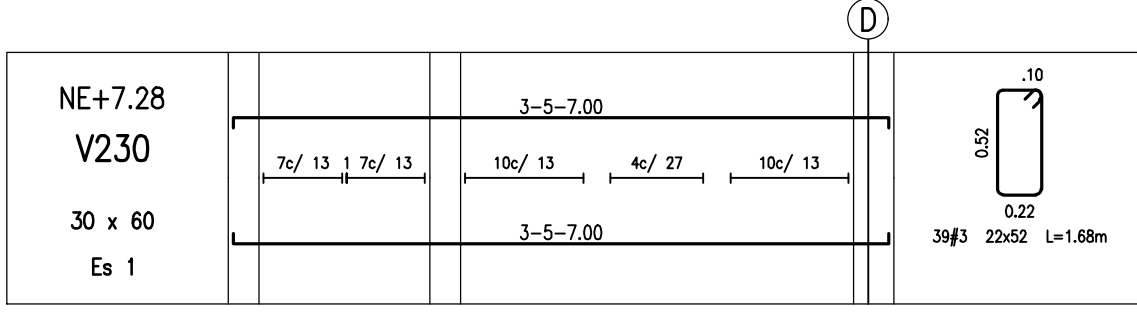 D
NE+7.28
V230
30 x 60
Es 1
3-5-7.00
7c/ 13 1 7c/ 13 10c/ 13 4c/ 27 10c/ 13
3-5-7.00
.10
0.52
0.22
39#3 22x52 L=1.68m